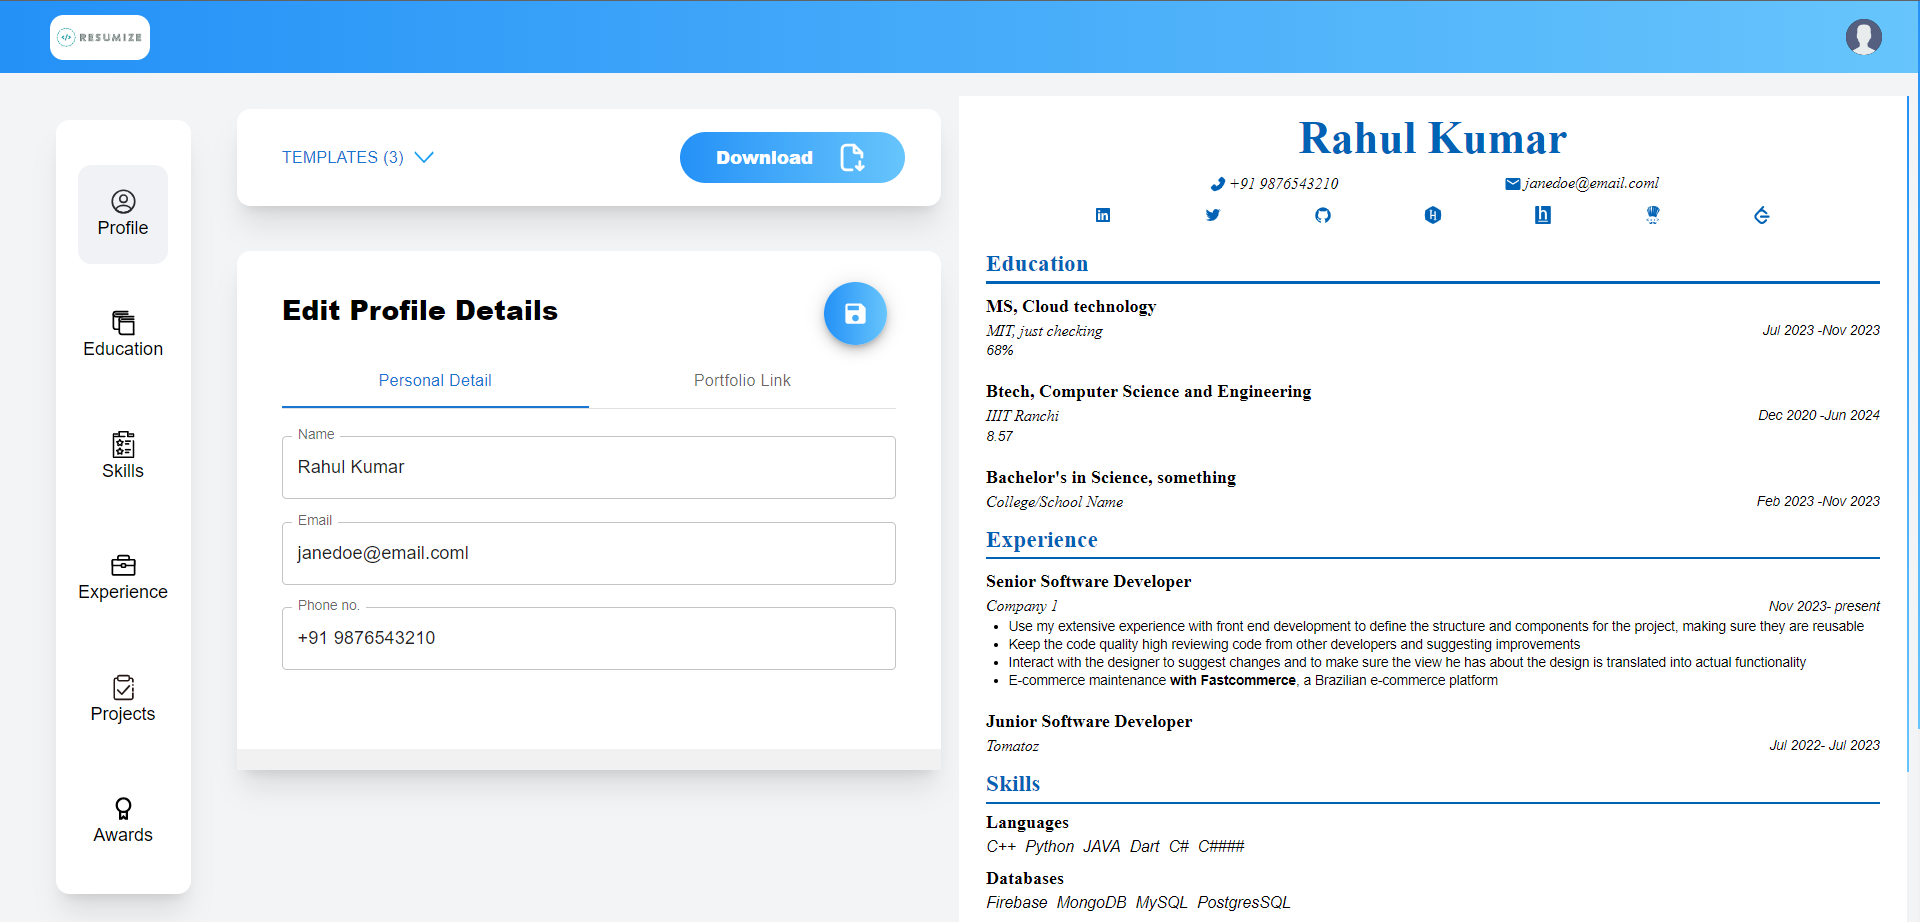 RESUMIZE
Profile
Education
Skills
Experience
Projects
Awards
TEMPLATES (3)
Download
Edit Profile Details
Personal Detail
Portfolio Link
Name
Rahul Kumar
Email
janedoe@email.coml
Phone no.
+91 9876543210
Rahul Kumar
+91 9876543210
janedoe@email.coml
Education
MS, Cloud technology
MIT, just checking
Jul 2023 -Nov 2023
68%
Btech, Computer Science and Engineering
IIIT Ranchi
Dec 2020 -Jun 2024
8.57
Bachelor's in Science, something
College/School Name
Feb 2023 -Nov 2023
Experience
Senior Software Developer
Company 1
Nov 2023- present
• Use my extensive experience with front end development to define the structure and components for the project, making sure they are reusable
• Keep the code quality high reviewing code from other developers and suggesting improvements
• Interact with the designer to suggest changes and to make sure the view he has about the design is translated into actual functionality
• E-commerce maintenance with Fastcommerce, a Brazilian e-commerce platform
Junior Software Developer
Tomatoz
Jul 2022- Jul 2023
Skills
Languages
C++ Python JAVA Dart C# C####
Databases
Firebase MongoDB MySQL PostgresSQL